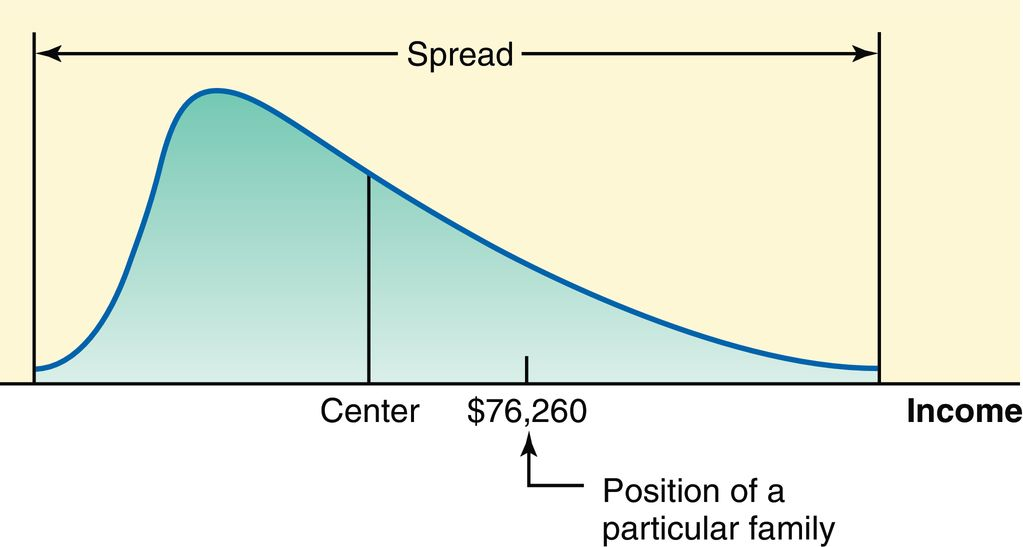 Spread
Center $76,260 Income
Position of a
particular family